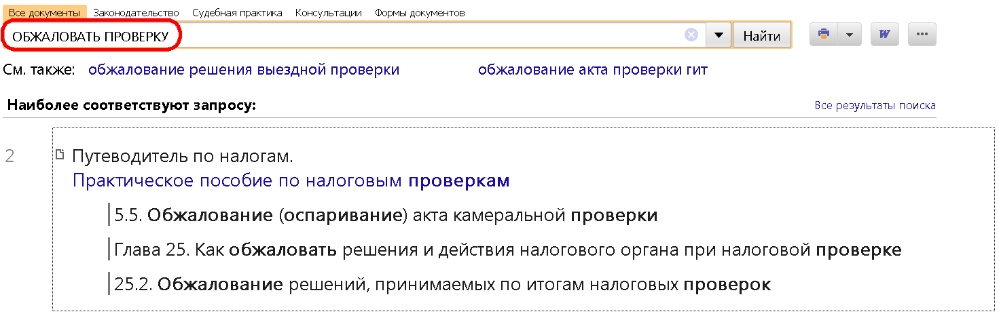 Все документы Законодательство Судебная практика Консультации Формы документов
ОБЖАЛОВАТЬ ПРОВЕРКУ Найти W
См. также: обжалование решения выездной проверки обжалование акта проверки гит
Наиболее соответствуют запросу: Все результаты поиска
2 Путеводитель по налогам.
Практическое пособие по налоговым проверкам
5.5. Обжалование (оспаривание) акта камеральной проверки
Глава 25. Как обжаловать решения и действия налогового органа при налоговой проверке
25.2. Обжалование решений, принимаемых по итогам налоговых проверок